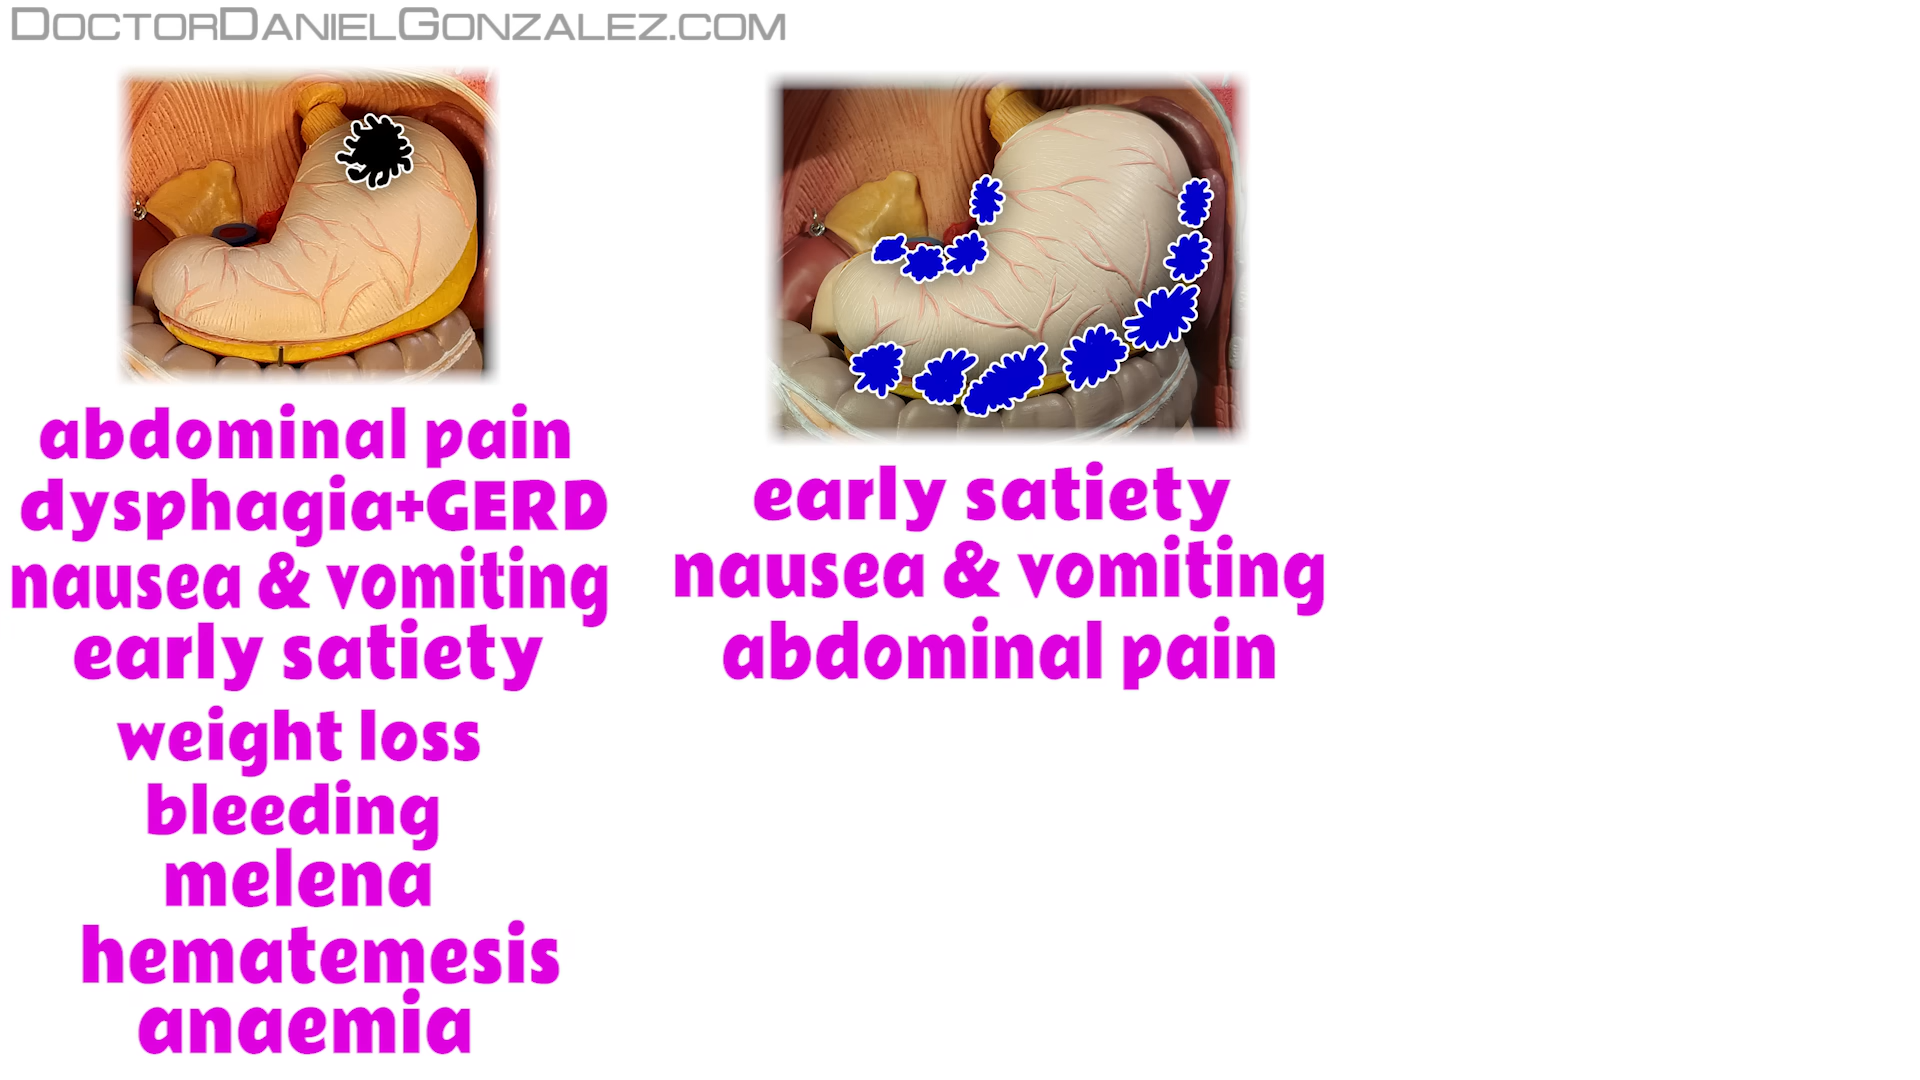 DoctorDanielGonzalez.com
abdominal pain
dysphagia+GERD
nausea & vomiting
early satiety
weight loss
bleeding
melena
hematemesis
anaemia
early satiety
nausea & vomiting
abdominal pain